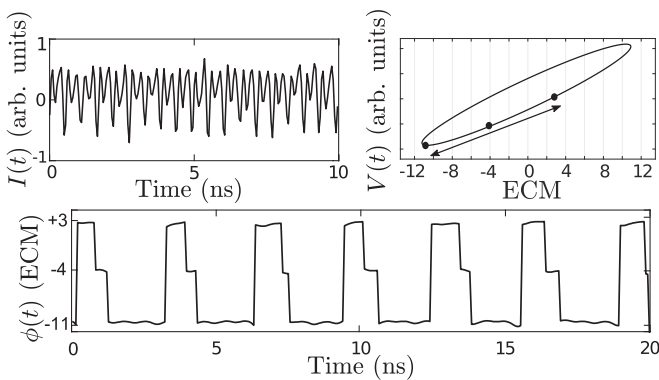 I(t) (arb. units)
1
0
-1
0 5 10
Time (ns)
V(t) (arb. units)
-12 -8 -4 0 4 8 12
ECM
ϕ(t) (ECM)
+3
-4
-11
0 5 10 15 20
Time (ns)